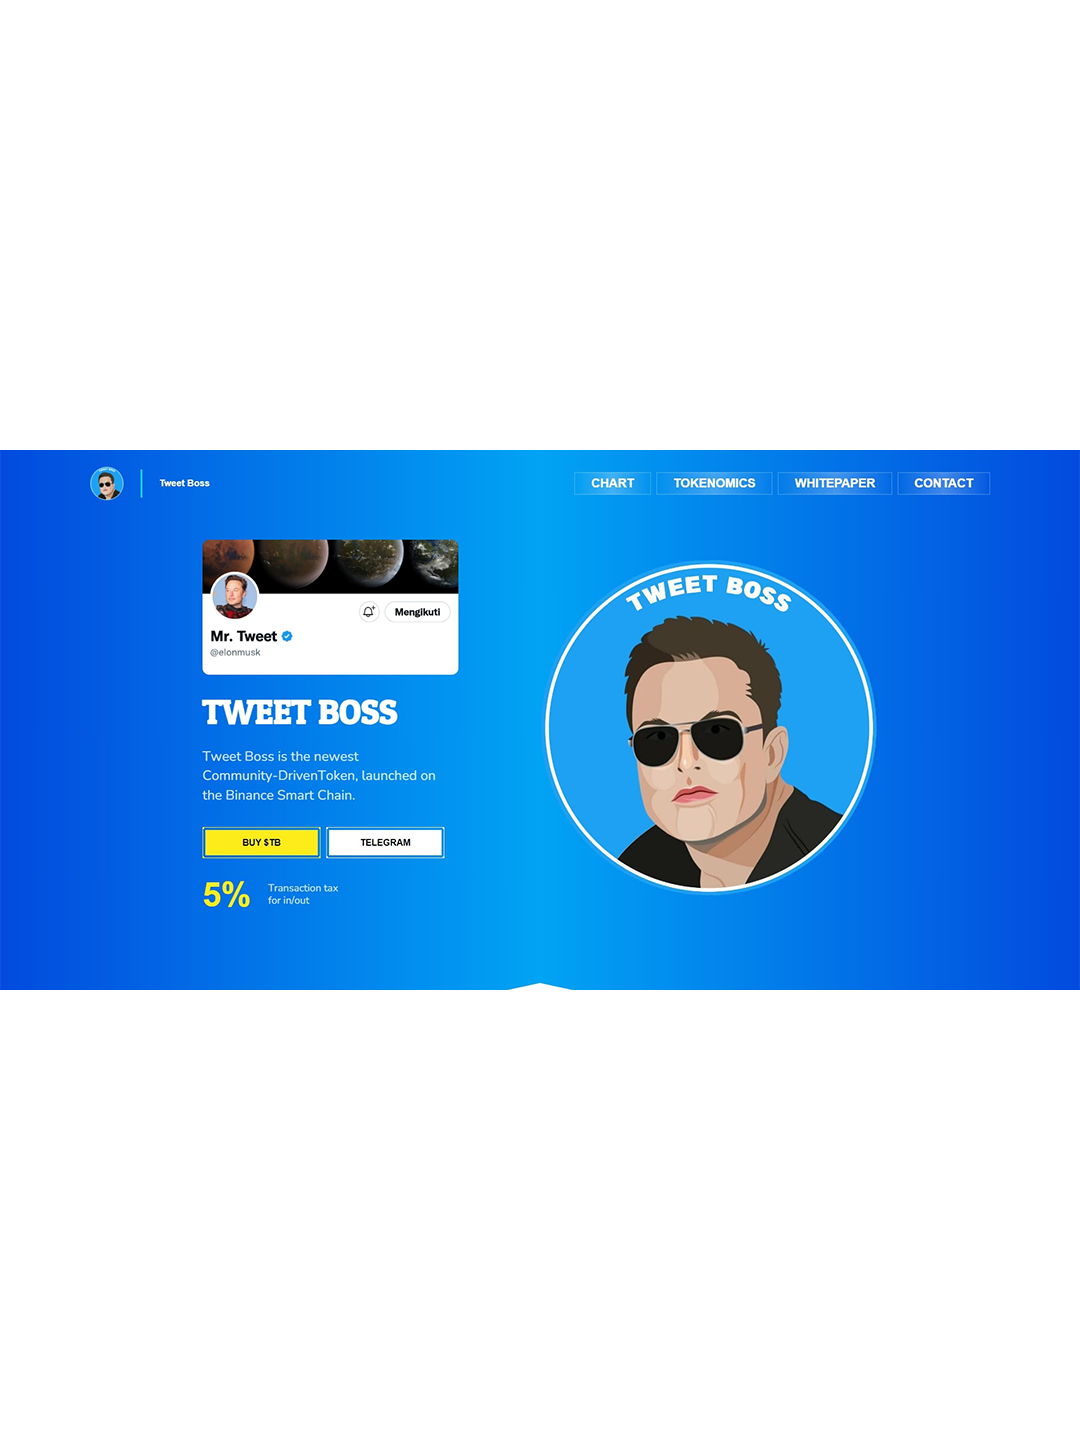 Tweet Boss
CHART
TOKENOMICS
WHITEPAPER
CONTACT
Mengikuti
Mr. Tweet
@elonmusk
TWEET BOSS
Tweet Boss is the newest
Community-DrivenToken, launched on
the Binance Smart Chain.
BUY $TB
TELEGRAM
5%
Transaction tax
for in/out
TWEET BOSS